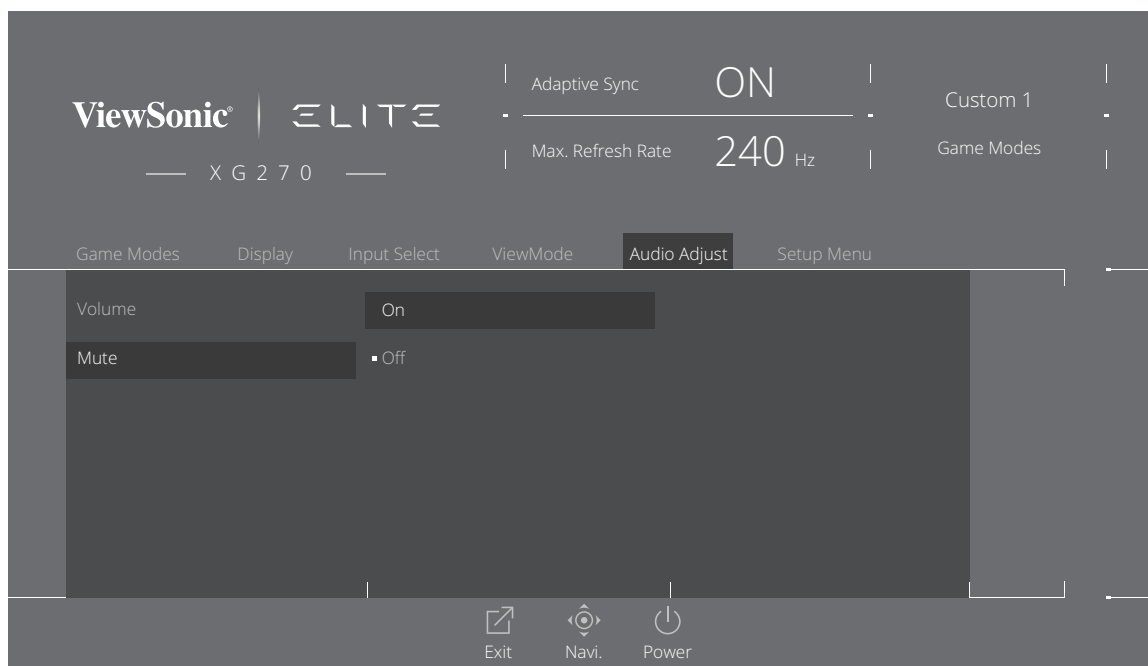 ViewSonic® ELITE
XG270
Adaptive Sync ON
Max. Refresh Rate 240 Hz
Custom 1
Game Modes
Game Modes Display Input Select ViewMode Audio Adjust Setup Menu
Volume On
Mute Off
Exit Navi. Power